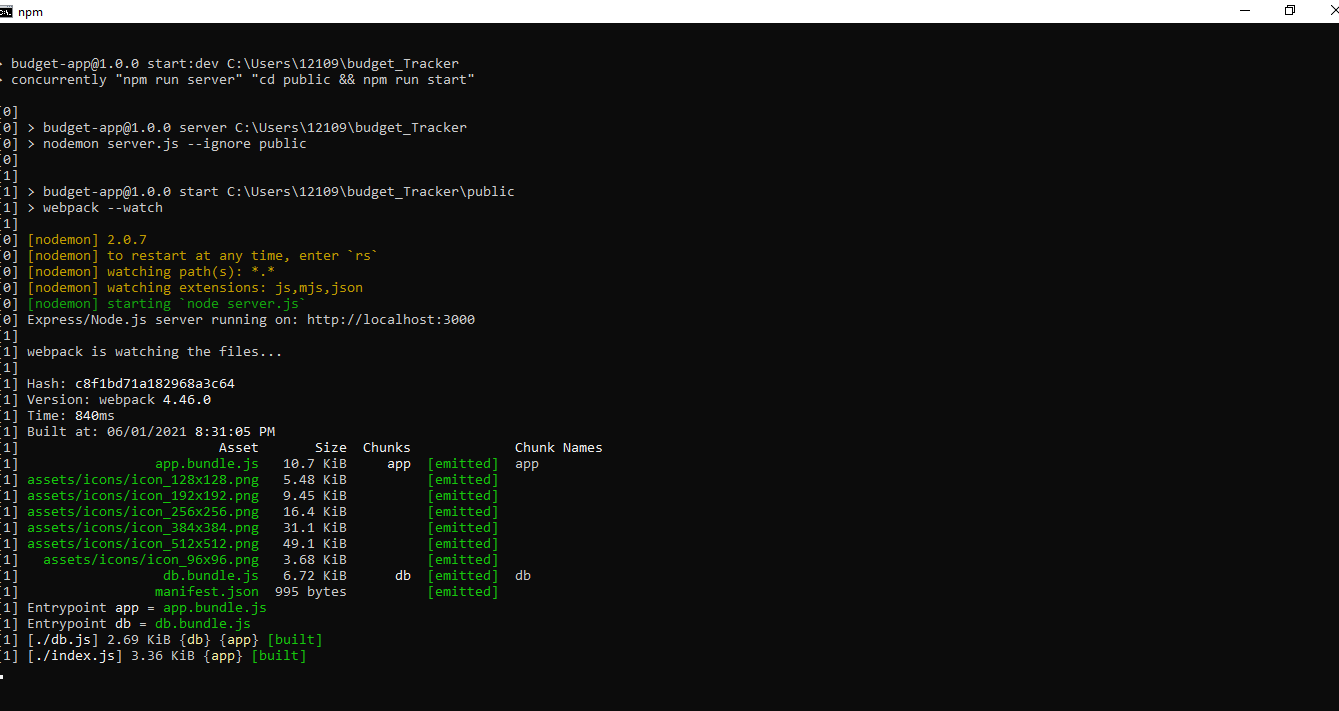 npm
> budget-app@1.0.0 start:dev C:\Users\12109\budget_Tracker
> concurrently "npm run server" "cd public && npm run start"
[0]
[0] > budget-app@1.0.0 server C:\Users\12109\budget_Tracker
[0] > nodemon server.js --ignore public
[0]
[1]
[1] > budget-app@1.0.0 start C:\Users\12109\budget_Tracker\public
[1] > webpack --watch
[1]
[0] [nodemon] 2.0.7
[0] [nodemon] to restart at any time, enter `rs`
[0] [nodemon] watching path(s): *.*
[0] [nodemon] watching extensions: js,mjs,json
[0] [nodemon] starting `node server.js`
[0] Express/Node.js server running on: http://localhost:3000
[1]
[1] webpack is watching the files...
[1]
[1] Hash: c8f1bd71a182968a3c64
[1] Version: webpack 4.46.0
[1] Time: 840ms
[1] Built at: 06/01/2021 8:31:05 PM
[1] Asset Size Chunks Chunk Names
[1] app.bundle.js 10.7 KiB app [emitted] app
[1] assets/icons/icon_128x128.png 5.48 KiB [emitted]
[1] assets/icons/icon_192x192.png 9.45 KiB [emitted]
[1] assets/icons/icon_256x256.png 16.4 KiB [emitted]
[1] assets/icons/icon_384x384.png 31.1 KiB [emitted]
[1] assets/icons/icon_512x512.png 49.1 KiB [emitted]
[1] assets/icons/icon_96x96.png 3.68 KiB [emitted]
[1] db.bundle.js 6.72 KiB db [emitted] db
[1] manifest.json 995 bytes [emitted]
[1] Entrypoint app = app.bundle.js
[1] Entrypoint db = db.bundle.js
[1] [./db.js] 2.69 KiB {db} {app} [built]
[1] [./index.js] 3.36 KiB {app} [built]